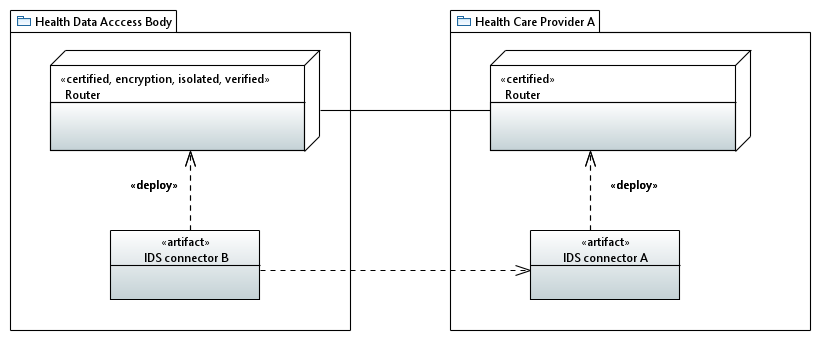 Health Data Acccess Body
Health Care Provider A
«certified, encryption, isolated, verified»
Router
«certified»
Router
«deploy»
«deploy»
«artifact»
IDS connector B
«artifact»
IDS connector A